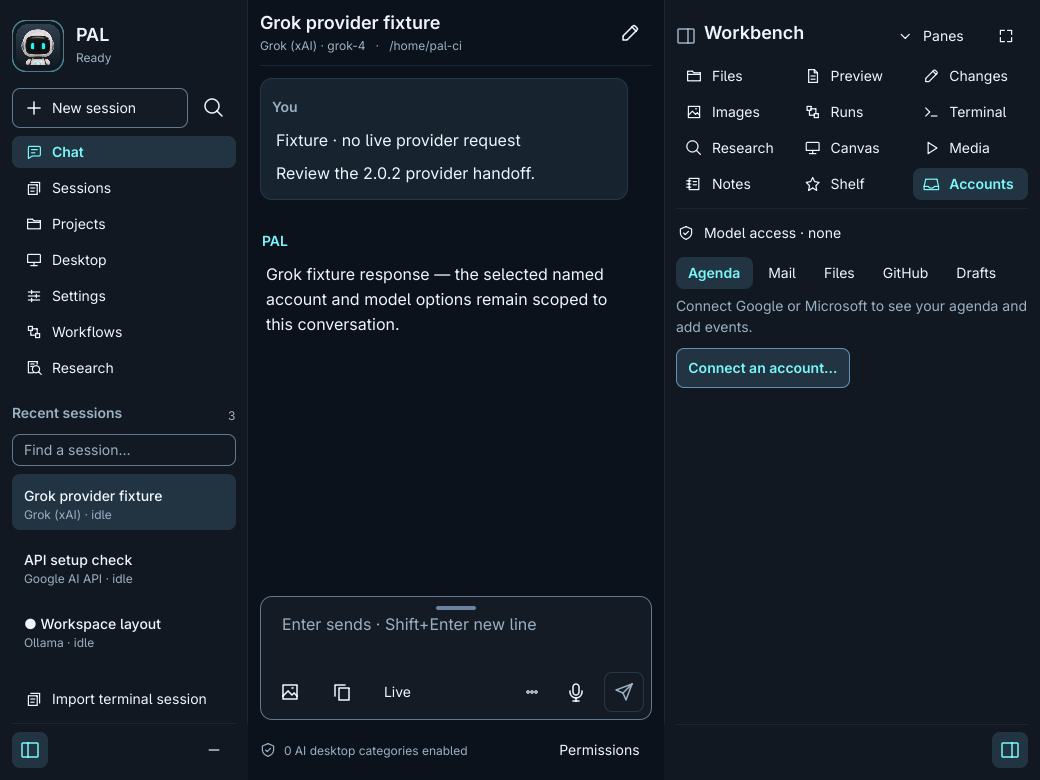 PAL
Ready
New session
Chat
Sessions
Projects
Desktop
Settings
Workflows
Research
Recent sessions 3
Find a session...
Grok provider fixture
Grok (xAI) · idle
API setup check
Google AI API · idle
Workspace layout
Ollama · idle
Import terminal session
Grok provider fixture
Grok (xAI) · grok-4 · /home/pal-ci
You
Fixture · no live provider request
Review the 2.0.2 provider handoff.
PAL
Grok fixture response — the selected named
account and model options remain scoped to
this conversation.
Enter sends · Shift+Enter new line
Live
0 AI desktop categories enabled Permissions
Workbench Panes
Files Preview Changes
Images Runs Terminal
Research Canvas Media
Notes Shelf Accounts
Model access · none
Agenda Mail Files GitHub Drafts
Connect Google or Microsoft to see your agenda and
add events.
Connect an account...